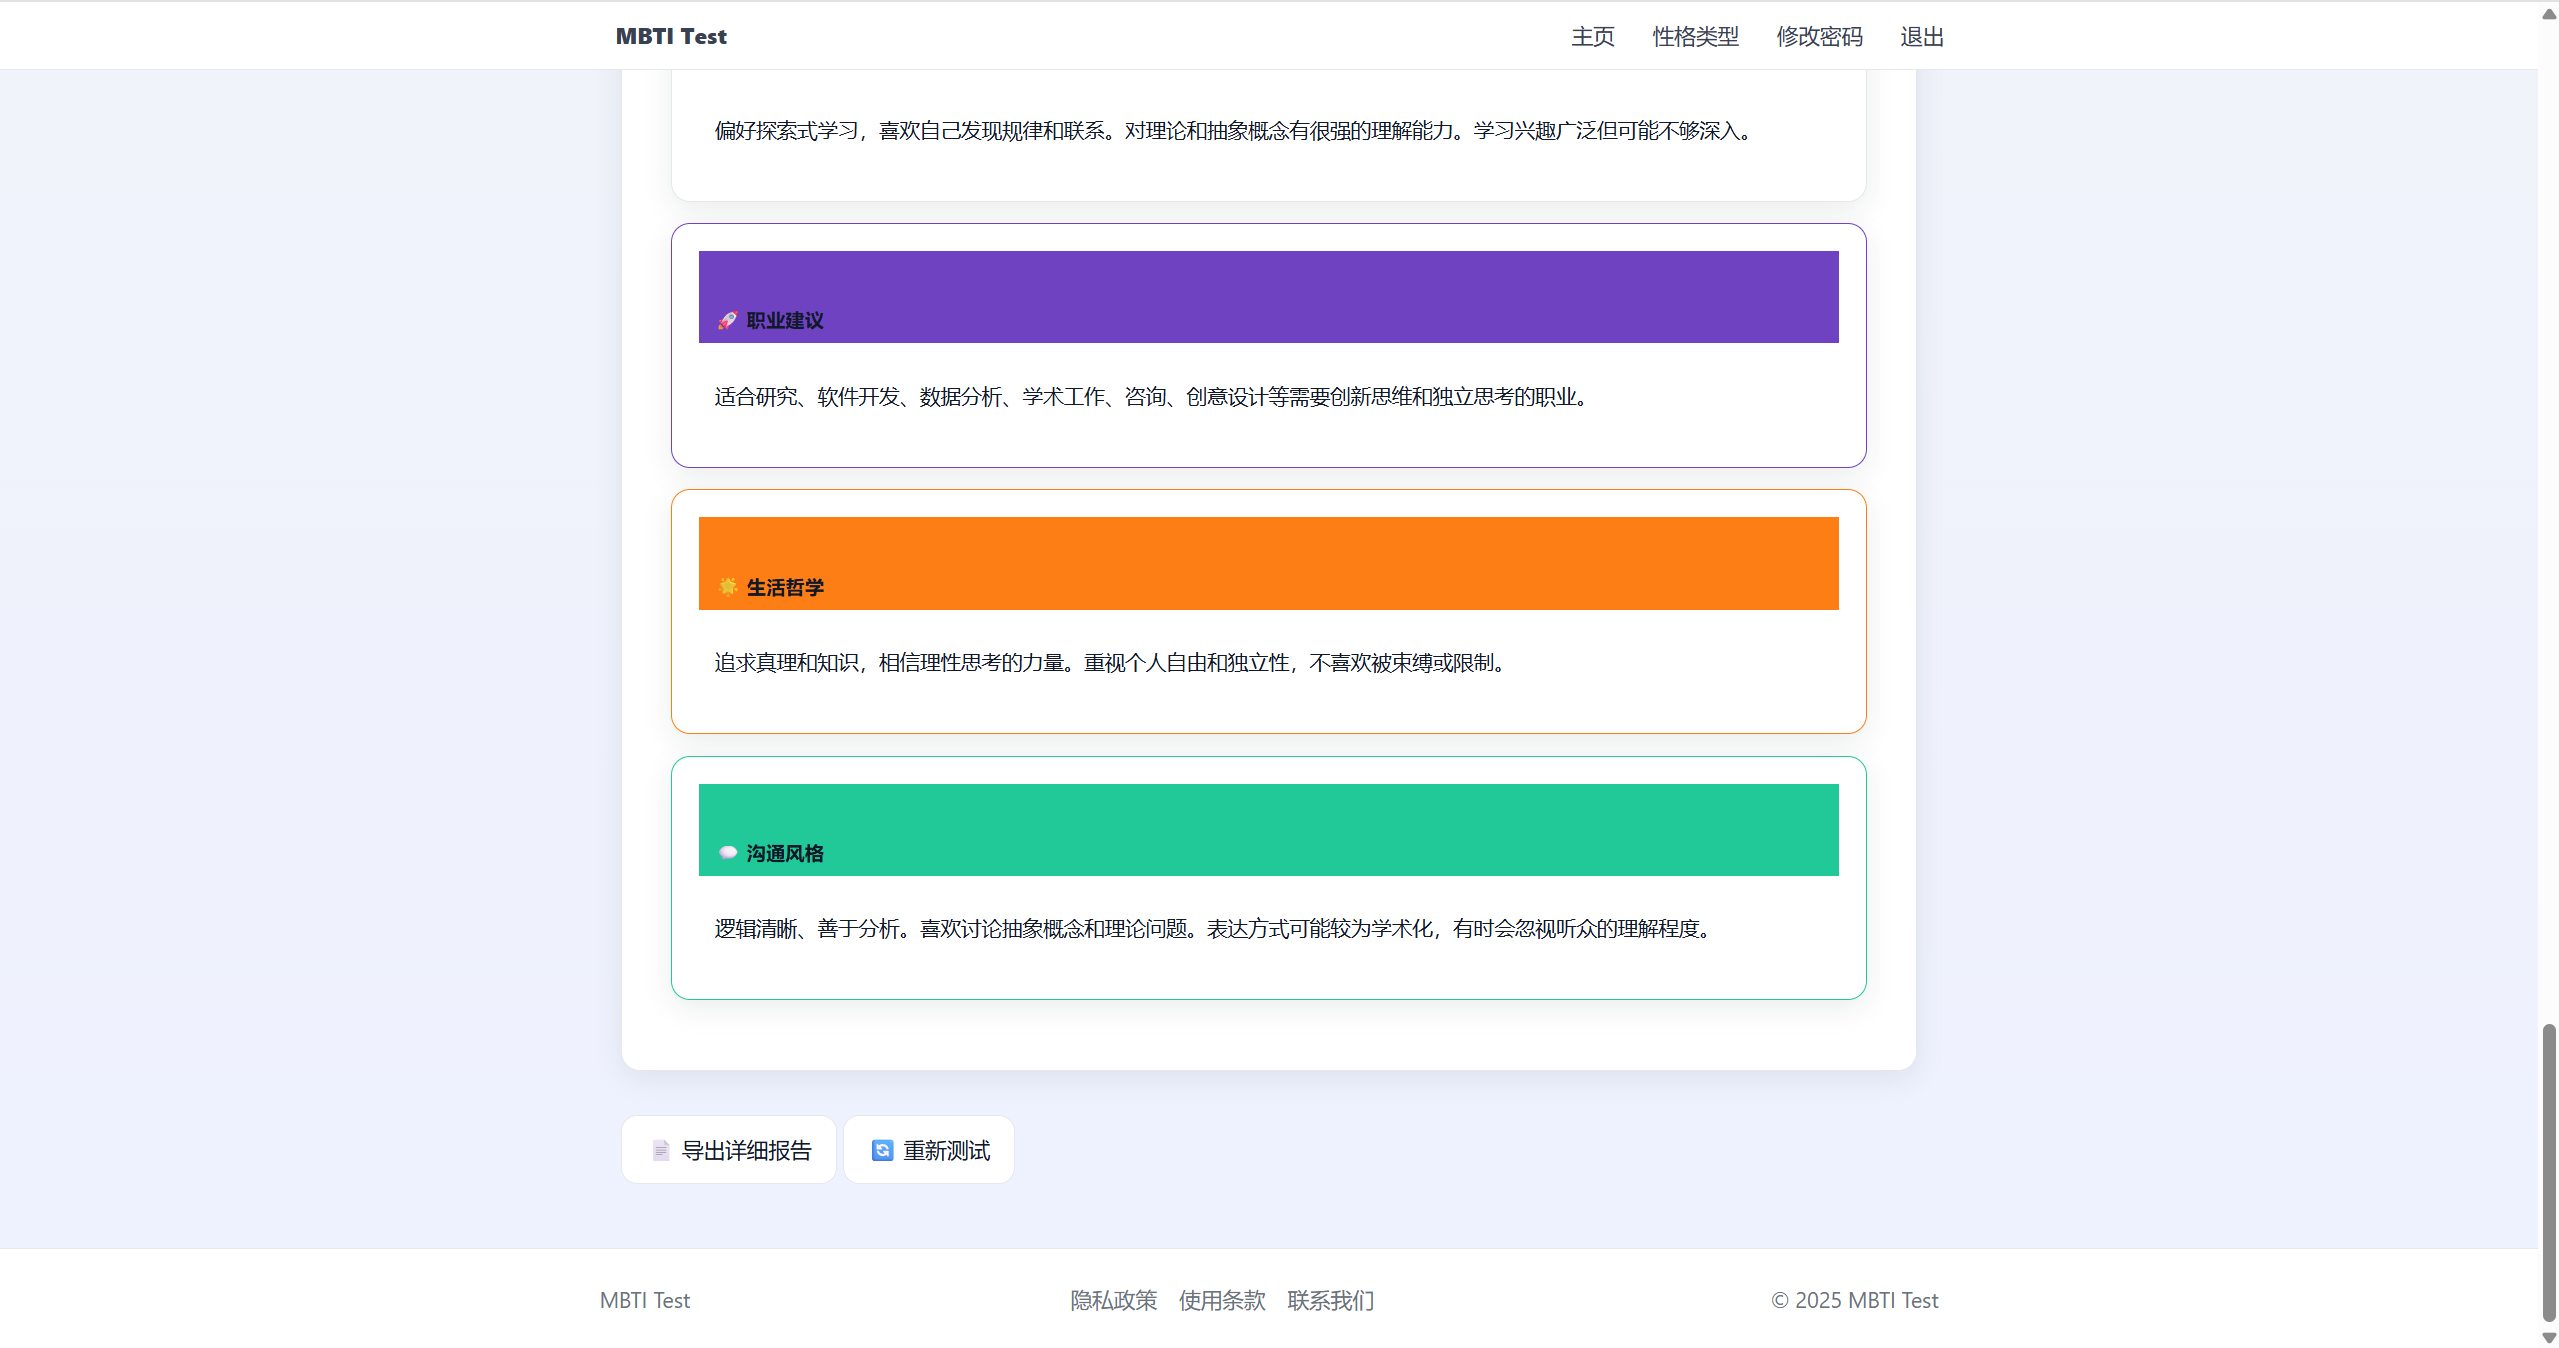 MBTI Test
主页 性格类型 修改密码 退出
偏好探索式学习，喜欢自己发现规律和联系。对理论和抽象概念有很强的理解能力。学习兴趣广泛但可能不够深入。
🚀 职业建议
适合研究、软件开发、数据分析、学术工作、咨询、创意设计等需要创新思维和独立思考的职业。
🌟 生活哲学
追求真理和知识，相信理性思考的力量。重视个人自由和独立性，不喜欢被束缚或限制。
💬 沟通风格
逻辑清晰、善于分析。喜欢讨论抽象概念和理论问题。表达方式可能较为学术化，有时会忽视听众的理解程度。
📄 导出详细报告 🔄 重新测试
MBTI Test 隐私政策 使用条款 联系我们 © 2025 MBTI Test